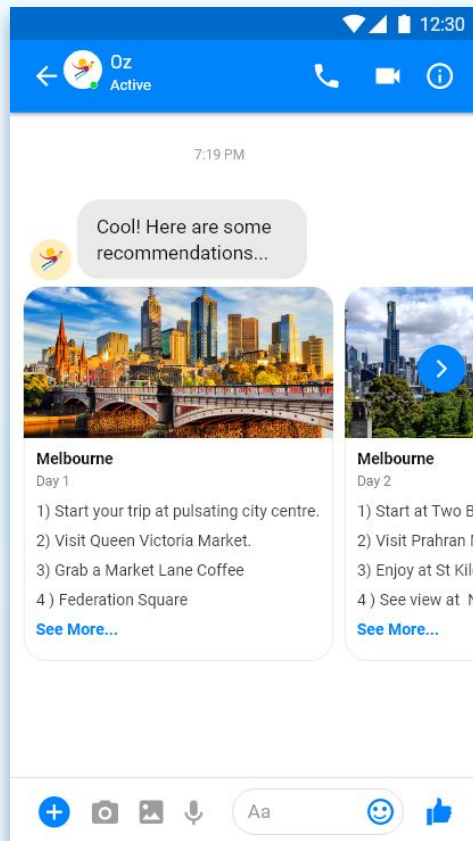 12:30
Oz
Active
7:19 PM
Cool! Here are some
recommendations...
Melbourne
Day 1
1) Start your trip at pulsating city centre.
2) Visit Queen Victoria Market.
3) Grab a Market Lane Coffee
4 ) Federation Square
See More...
Melbourne
Day 2
1) Start at Two
2) Visit Prahran
3) Enjoy at St
4 ) See view at
See More...
Aa